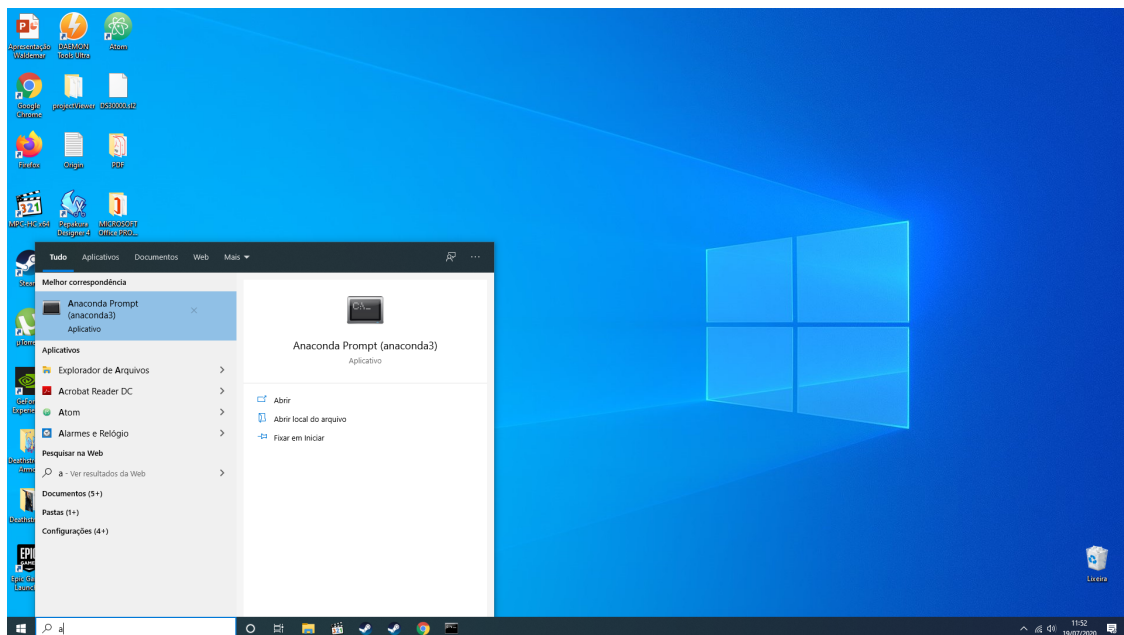 Apresentação
Waldemar
DAEMON
Tools Ultra
Atom
Google
Chrome
projectViewer
DS30000.sl2
Firefox
Origin
PDF
321
MPC-HC x64
Pepakura
Designer 4
MICROSOFT
Office PRO...
Tudo
Aplicativos
Documentos
Web
Mais
Melhor correspondência
Anaconda Prompt
(anaconda3)
Aplicativo
Aplicativos
Explorador de Arquivos
Acrobat Reader DC
Atom
Alarmes e Relógio
Pesquisar na Web
a - Ver resultados da Web
Documentos (5+)
Pastas (1+)
Configurações (4+)
C:\_
Anaconda Prompt (anaconda3)
Aplicativo
Abrir
Abrir local do arquivo
Fixar em Iniciar
Lixeira
a
11:52
19/07/2020